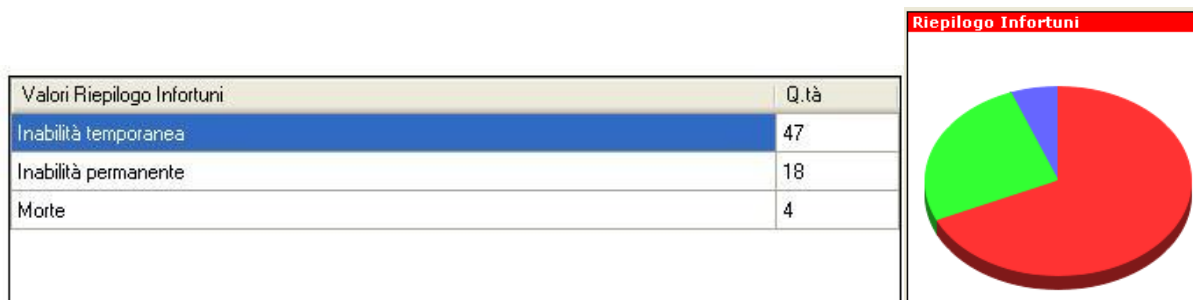 Riepilogo Infortuni
Valori Riepilogo Infortuni Q.tà
Inabilità temporanea 47
Inabilità permanente 18
Morte 4